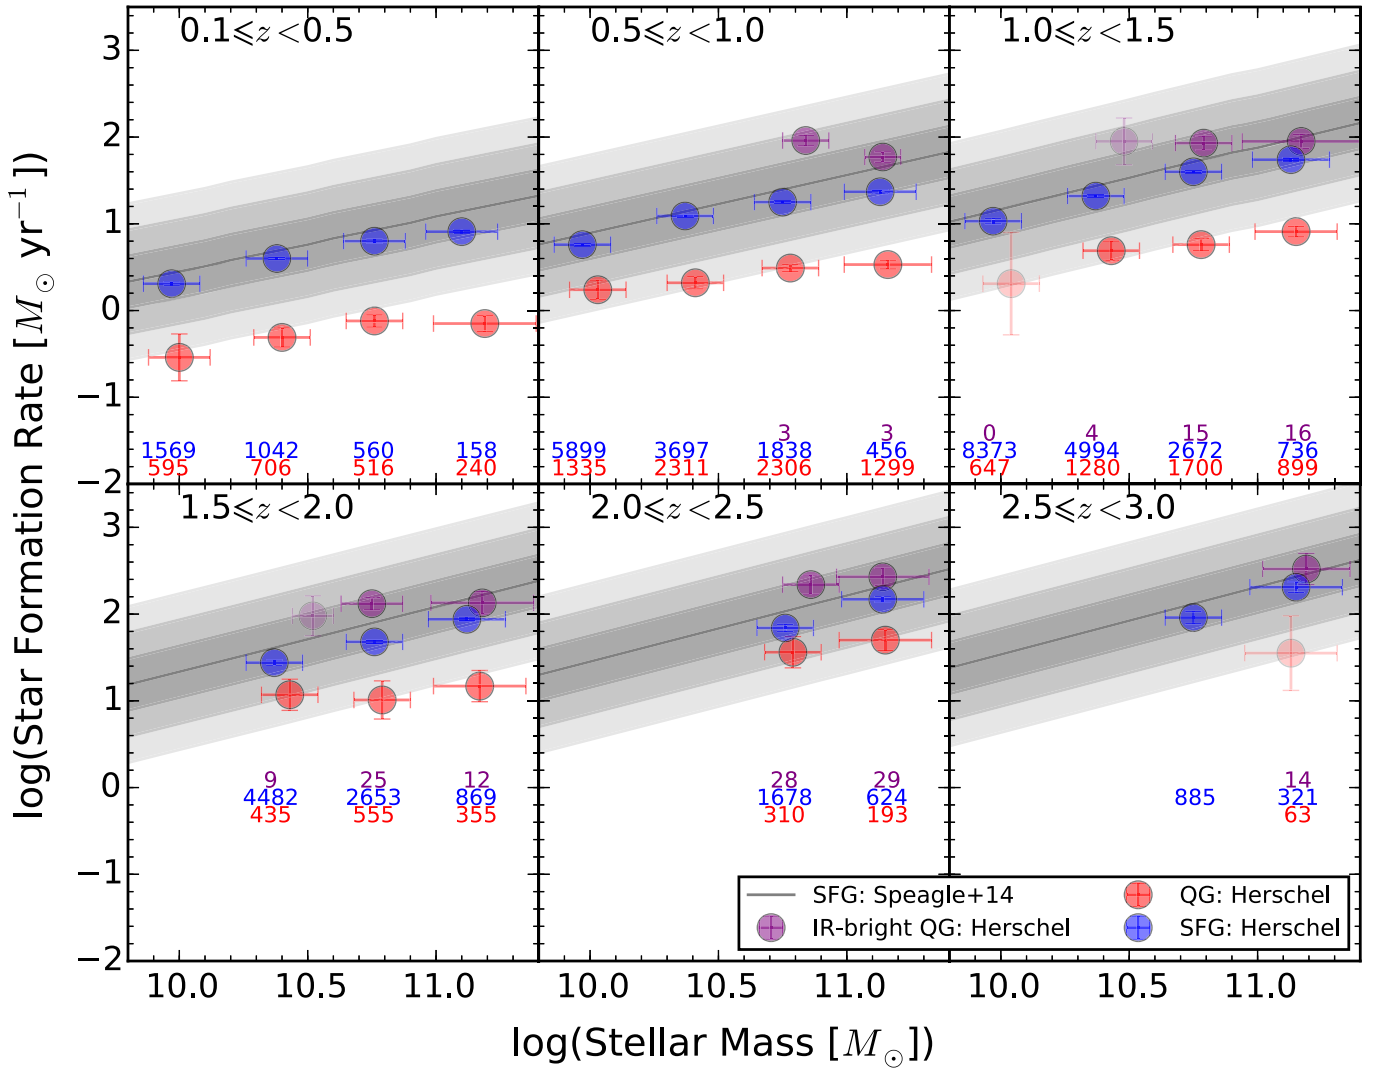 log(Star Formation Rate [M⊙ yr−1])
0.1⩽z<0.5
0.5⩽z<1.0
1.0⩽z<1.5
3
2
1
0
−1
−2
1569 1042 560 158
595 706 516 240
3 3
5899 3697 1838 456
1335 2311 2306 1299
0 4 15 16
8373 4994 2672 736
647 1280 1700 899
1.5⩽z<2.0
2.0⩽z<2.5
2.5⩽z<3.0
3
2
1
0
−1
−2
9 25 12
4482 2653 869
435 555 355
28 29
1678 624
310 193
14
885 321
63
SFG: Speagle+14
IR-bright QG: Herschel
QG: Herschel
SFG: Herschel
10.0 10.5 11.0
10.0 10.5 11.0
10.0 10.5 11.0
log(Stellar Mass [M⊙])